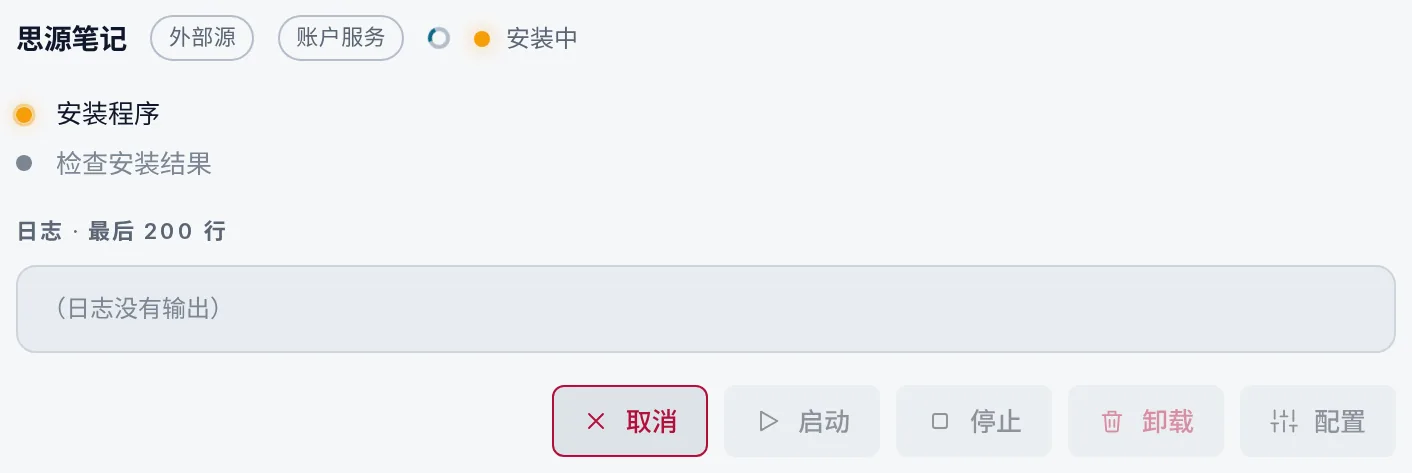 思源笔记 外部源 账户服务 安装中
安装程序
检查安装结果
日志 · 最后 200 行
（日志没有输出）
取消 启动 停止 卸载 配置